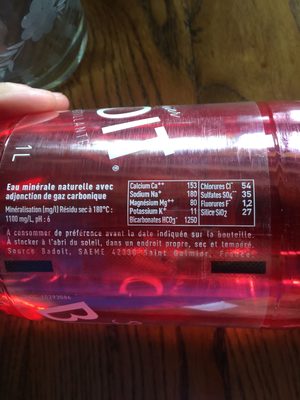 OIT
1L
Eau minérale naturelle avec
adjonction de gaz carbonique
Minéralisation (mg/l) Résidu sec à 180°C :
1100 mg/l, pH : 6
Calcium Ca++ 153
Sodium Na+ 180
Magnésium Mg++ 80
Potassium K+ 11
Bicarbonates HCO3- 1250
Chlorures Cl- 54
Sulfates SO4-- 35
Fluorures F- 1,2
Silice SiO2 27
A consommer de préférence avant la date indiquée sur la bouteille.
À stocker à l'abri du soleil, dans un endroit propre, sec et tempéré.
Source Badoit, SAEME 42330 Saint Galmier, France
B